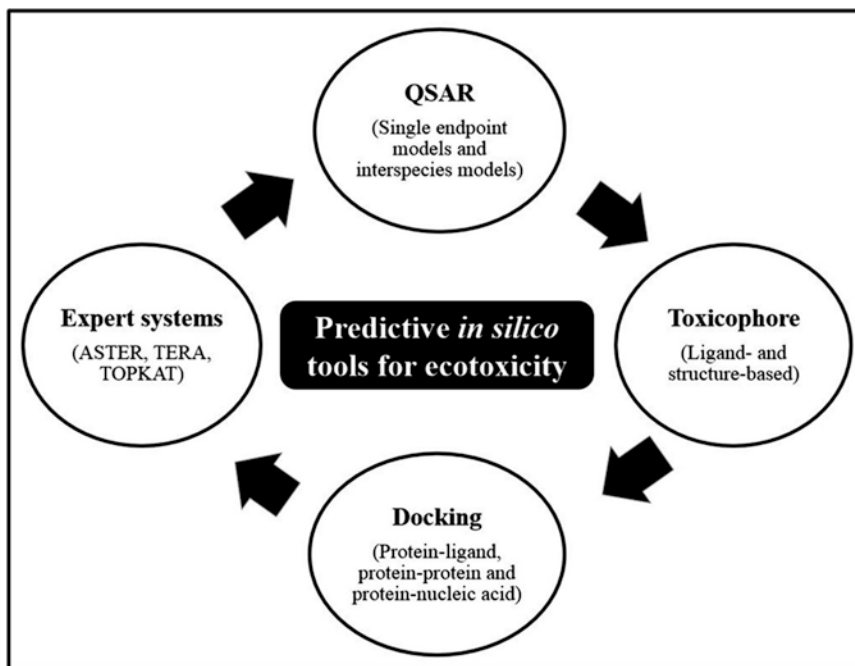 QSAR
(Single endpoint
models and
interspecies models)
Expert systems
(ASTER, TERA,
TOPKAT)
Predictive in silico
tools for ecotoxicity
Toxicophore
(Ligand- and
structure-based)
Docking
(Protein-ligand,
protein-protein and
protein-nucleic acid)